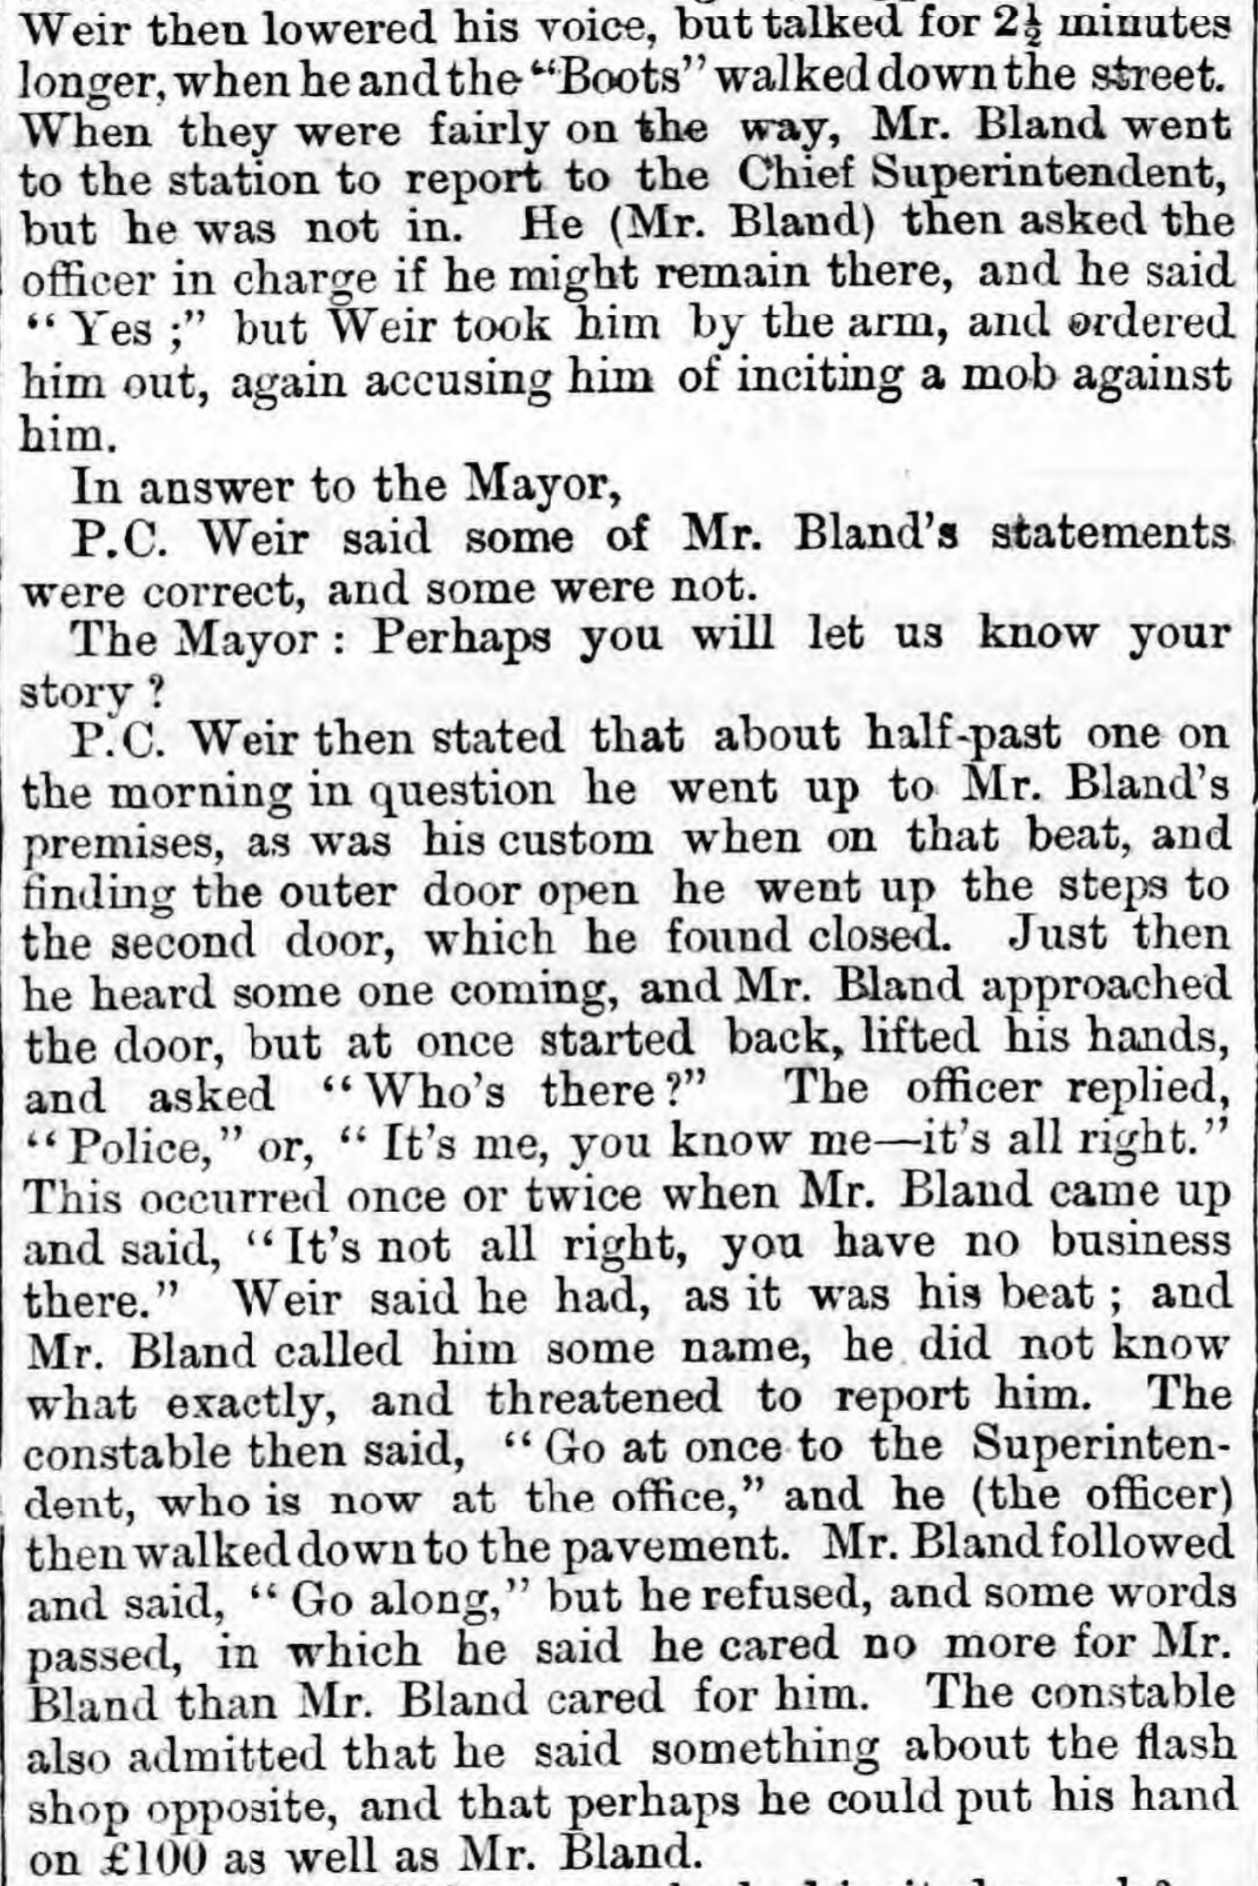 Weir then lowered his voice, but talked for 2½ minutes
longer, when he and the "Boots" walked down the street.
When they were fairly on the way, Mr. Bland went
to the station to report to the Chief Superintendent,
but he was not in. He (Mr. Bland) then asked the
officer in charge if he might remain there, and he said
"Yes;" but Weir took him by the arm, and ordered
him out, again accusing him of inciting a mob against
him.
In answer to the Mayor,
P.C. Weir said some of Mr. Bland's statements
were correct, and some were not.
The Mayor: Perhaps you will let us know your
story?
P.C. Weir then stated that about half-past one on
the morning in question he went up to Mr. Bland's
premises, as was his custom when on that beat, and
finding the outer door open he went up the steps to
the second door, which he found closed. Just then
he heard some one coming, and Mr. Bland approached
the door, but at once started back, lifted his hands,
and asked "Who's there?" The officer replied,
"Police," or, "It's me, you know me—it's all right."
This occurred once or twice when Mr. Bland came up
and said, "It's not all right, you have no business
there." Weir said he had, as it was his beat; and
Mr. Bland called him some name, he did not know
what exactly, and threatened to report him. The
constable then said, "Go at once to the Superinten-
dent, who is now at the office," and he (the officer)
then walked down to the pavement. Mr. Bland followed
and said, "Go along," but he refused, and some words
passed, in which he said he cared no more for Mr.
Bland than Mr. Bland cared for him. The constable
also admitted that he said something about the flash
shop opposite, and that perhaps he could put his hand
on £100 as well as Mr. Bland.